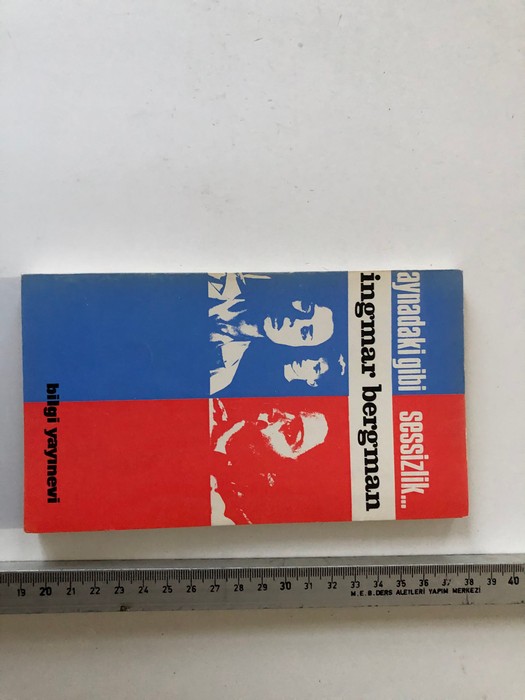 aynadaki gibi sessizlik...
ingmar bergman
bilgi yayınevi
19 20 21 22 23 24 25 26 27 28 29 30 31 32 33 34 35 36 37 38 39 40
M.E.B. DERS ALETLERİ YAPIM MERKEZİ